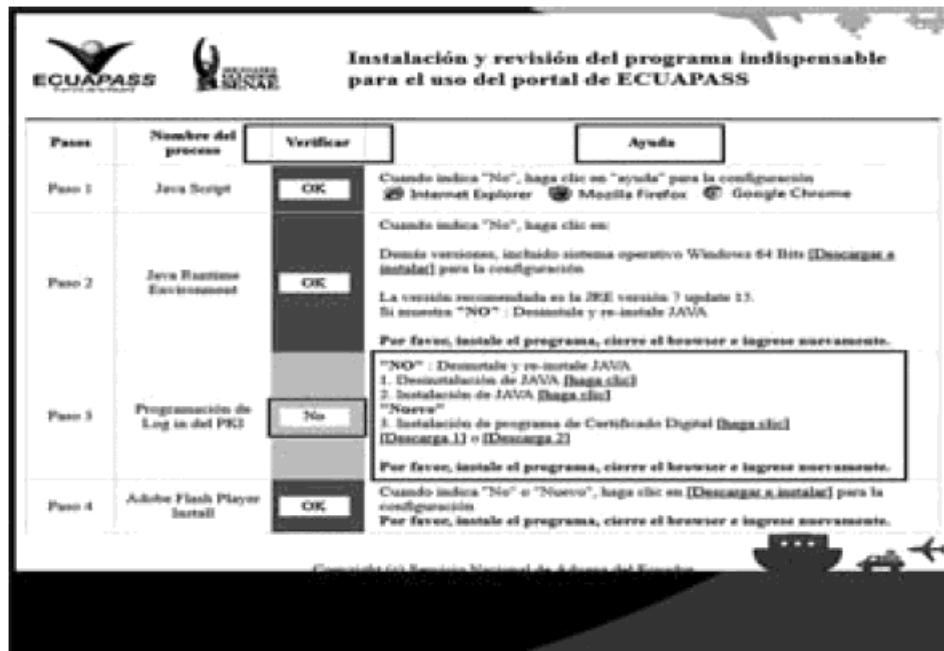 ECUAPASS
SENAE
Instalación y revisión del programa indispensable
para el uso del portal de ECUAPASS
Pasos
Nombre del
proceso
Verificar
Ayuda
Paso 1
Java Script
OK
Cuando indica "No", haga clic en "ayuda" para la configuración
Internet Explorer Mozilla Firefox Google Chrome
Paso 2
Java Runtime
Environment
OK
Cuando indica "No", haga clic en:
Demás versiones, incluido sistema operativo Windows 64 Bits [Descargar e
instalar] para la configuración
La versión recomendada es la JRE versión 7 update 15.
Si muestra "NO" : Desinstale y re-instale JAVA
Por favor, instale el programa, cierre el browser e ingrese nuevamente.
Paso 3
Programación de
Log in del PKI
No
"NO" : Desinstale y re-instale JAVA
1. Desinstalación de JAVA [haga clic]
2. Instalación de JAVA [haga clic]
"Nuevo"
3. Instalación de programa de Certificado Digital [haga clic]
[Descarga 1] o [Descarga 2]
Por favor, instale el programa, cierre el browser e ingrese nuevamente.
Paso 4
Adobe Flash Player
Install
OK
Cuando indica "No" o "Nuevo", haga clic en [Descargar e instalar] para la
configuración
Por favor, instale el programa, cierre el browser e ingrese nuevamente.
Copyright (c) Servicio Nacional de Aduana del Ecuador